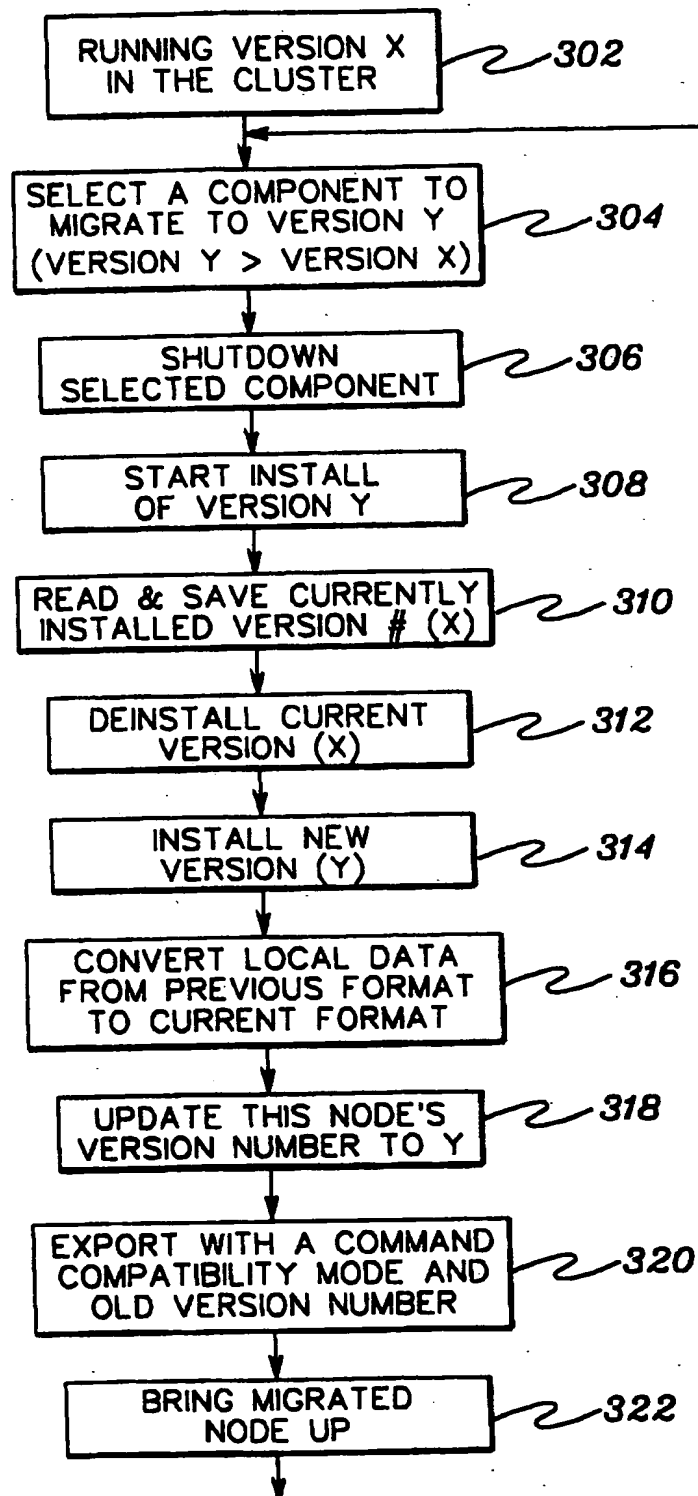 RUNNING VERSION X
IN THE CLUSTER
302
SELECT A COMPONENT TO
MIGRATE TO VERSION Y
(VERSION Y > VERSION X)
304
SHUTDOWN
SELECTED COMPONENT
306
START INSTALL
OF VERSION Y
308
READ & SAVE CURRENTLY
INSTALLED VERSION # (X)
310
DEINSTALL CURRENT
VERSION (X)
312
INSTALL NEW
VERSION (Y)
314
CONVERT LOCAL DATA
FROM PREVIOUS FORMAT
TO CURRENT FORMAT
316
UPDATE THIS NODE'S
VERSION NUMBER TO Y
318
EXPORT WITH A COMMAND
COMPATIBILITY MODE AND
OLD VERSION NUMBER
320
BRING MIGRATED
NODE UP
322